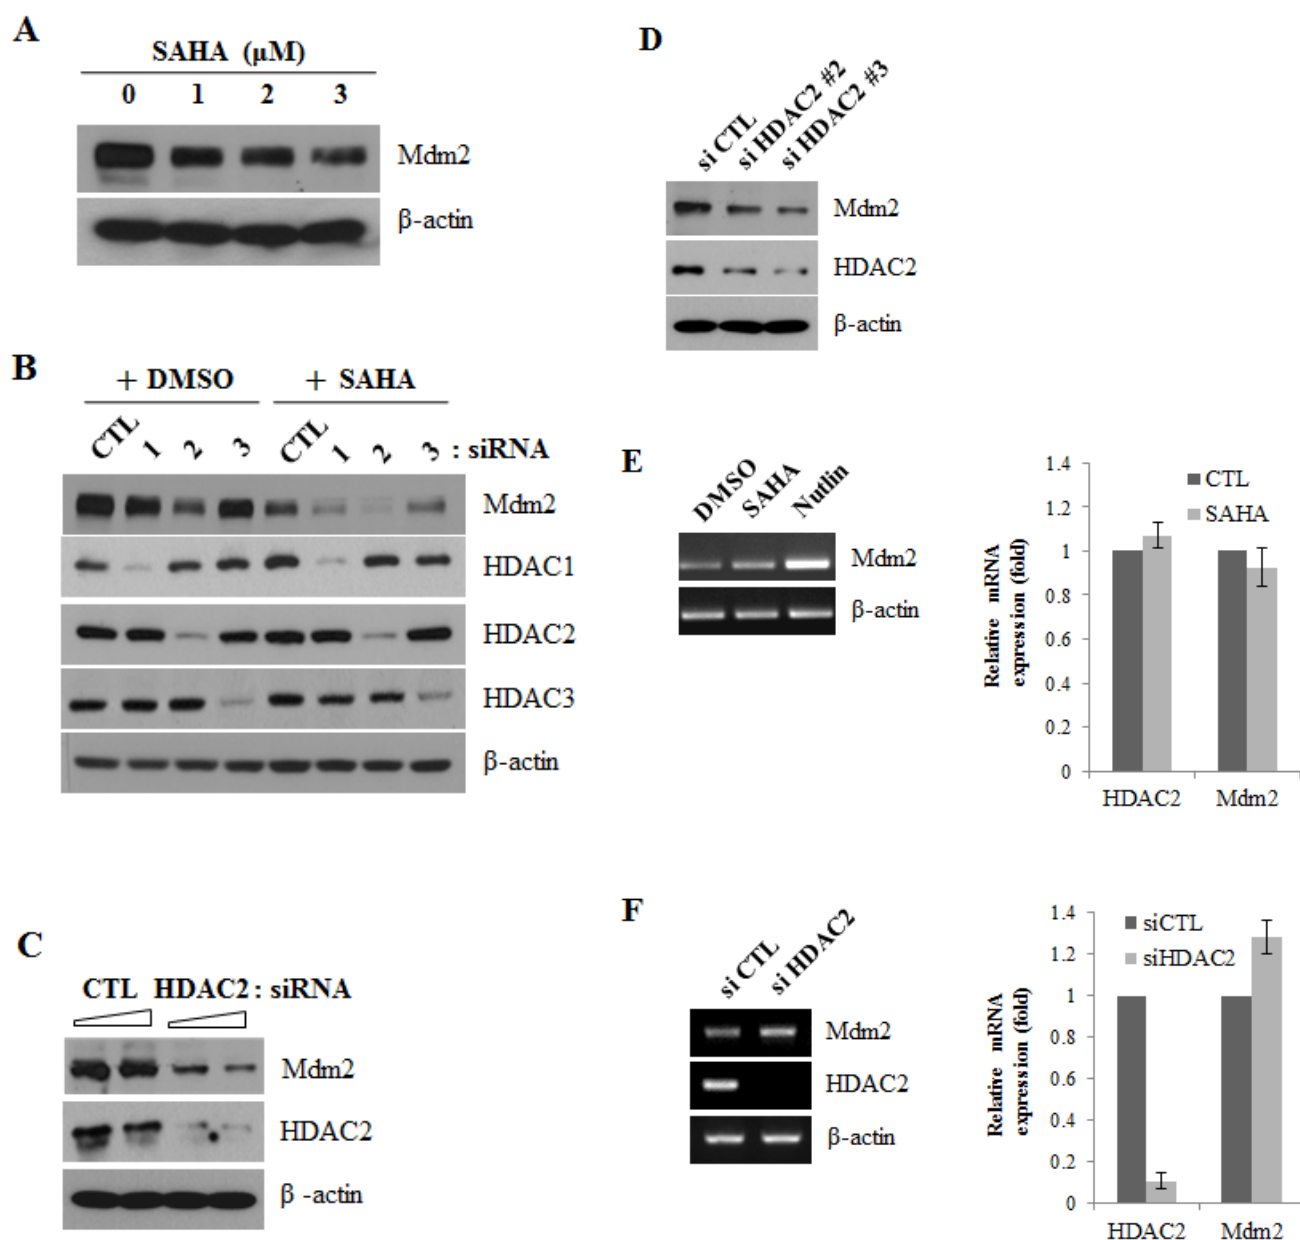 A
SAHA (μM)
0 1 2 3
Mdm2
β-actin
B
+ DMSO + SAHA
CTL 1 2 3 CTL 1 2 3 : siRNA
Mdm2
HDAC1
HDAC2
HDAC3
β-actin
C
CTL HDAC2 : siRNA
Mdm2
HDAC2
β -actin
D
si CTL si HDAC2 #2 si HDAC2 #3
Mdm2
HDAC2
β-actin
E
DMSO SAHA Nutlin
Mdm2
β-actin
Relative mRNA
expression (fold)
1.4
1.2
1
0.8
0.6
0.4
0.2
0
CTL
SAHA
HDAC2 Mdm2
F
si CTL si HDAC2
Mdm2
HDAC2
β-actin
Relative mRNA
expression (fold)
1.4
1.2
1
0.8
0.6
0.4
0.2
0
siCTL
siHDAC2
HDAC2 Mdm2